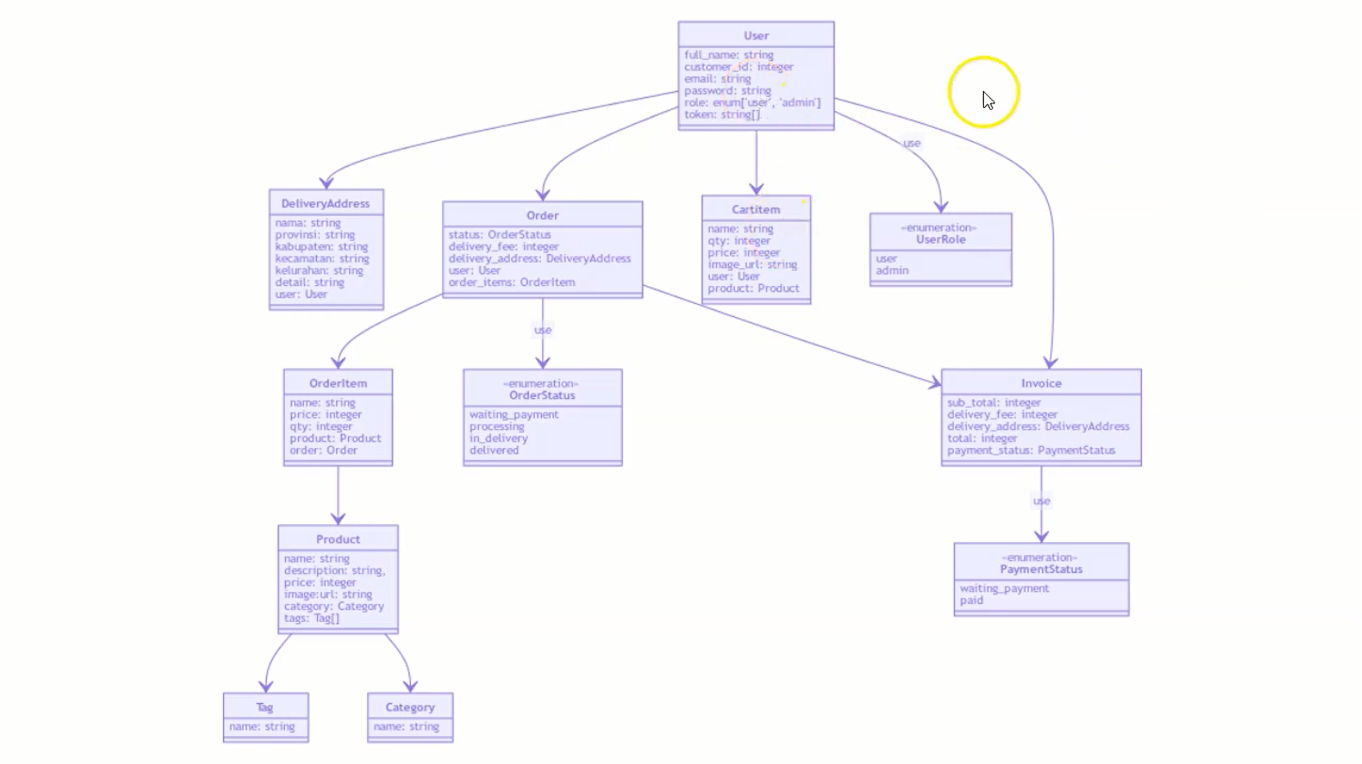 User
full_name: string
customer_id: integer
email: string
password: string
role: enum['user', 'admin']
token: string[]
use
DeliveryAddress
nama: string
provinsi: string
kabupaten: string
kecamatan: string
kelurahan: string
detail: string
user: User
Order
status: OrderStatus
delivery_fee: integer
delivery_address: DeliveryAddress
user: User
order_items: OrderItem
CartItem
name: string
qty: integer
price: integer
image_url: string
user: User
product: Product
«enumeration»
UserRole
user
admin
use
OrderItem
name: string
price: integer
qty: integer
product: Product
order: Order
«enumeration»
OrderStatus
waiting_payment
processing
in_delivery
delivered
Invoice
sub_total: integer
delivery_fee: integer
delivery_address: DeliveryAddress
total: integer
payment_status: PaymentStatus
use
Product
name: string
description: string,
price: integer
image:url: string
category: Category
tags: Tag[]
«enumeration»
PaymentStatus
waiting_payment
paid
Tag
name: string
Category
name: string